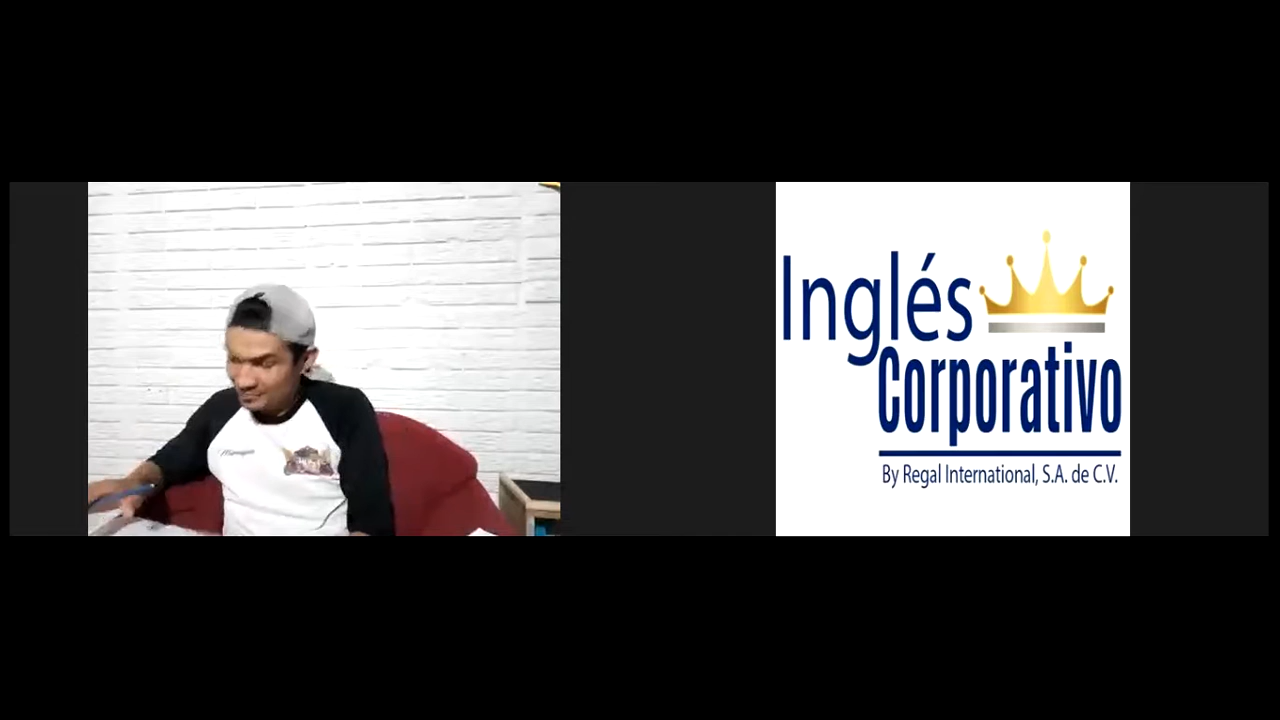 Inglés
Corporativo
By Regal International, S.A. de C.V.